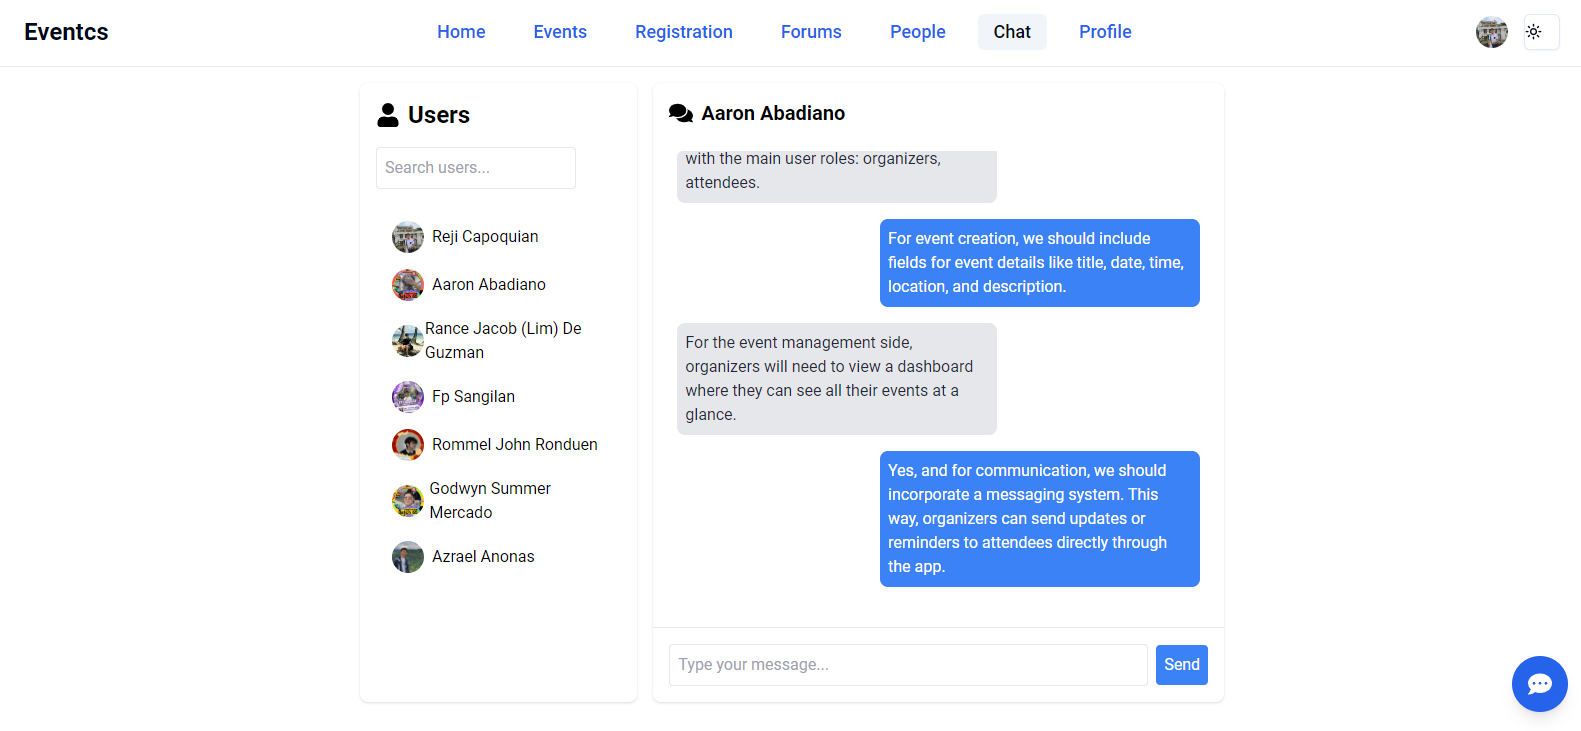 Eventcs
Home
Events
Registration
Forums
People
Chat
Profile
Users
Search users...
Reji Capoquian
Aaron Abadiano
Rance Jacob (Lim) De
Guzman
Fp Sangilan
Rommel John Ronduen
Godwyn Summer
Mercado
Azrael Anonas
Aaron Abadiano
with the main user roles: organizers,
attendees.
For event creation, we should include
fields for event details like title, date, time,
location, and description.
For the event management side,
organizers will need to view a dashboard
where they can see all their events at a
glance.
Yes, and for communication, we should
incorporate a messaging system. This
way, organizers can send updates or
reminders to attendees directly through
the app.
Type your message...
Send